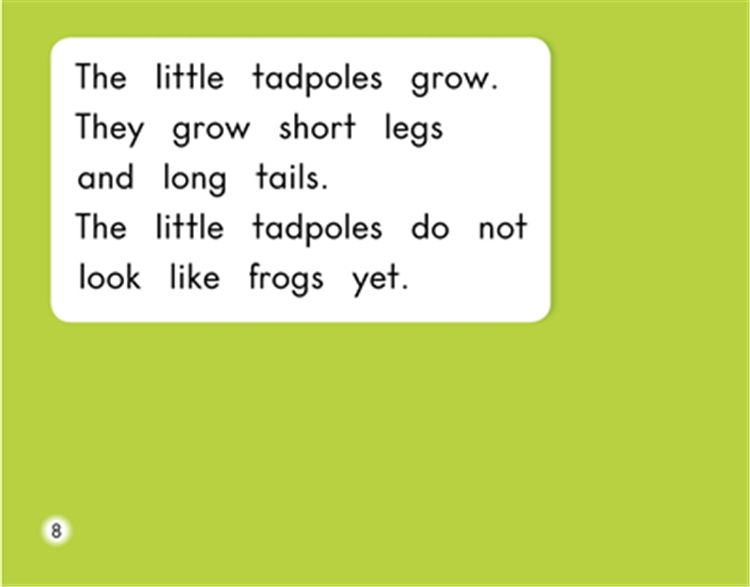 The little tadpoles grow.
They grow short legs
and long tails.
The little tadpoles do not
look like frogs yet.
8